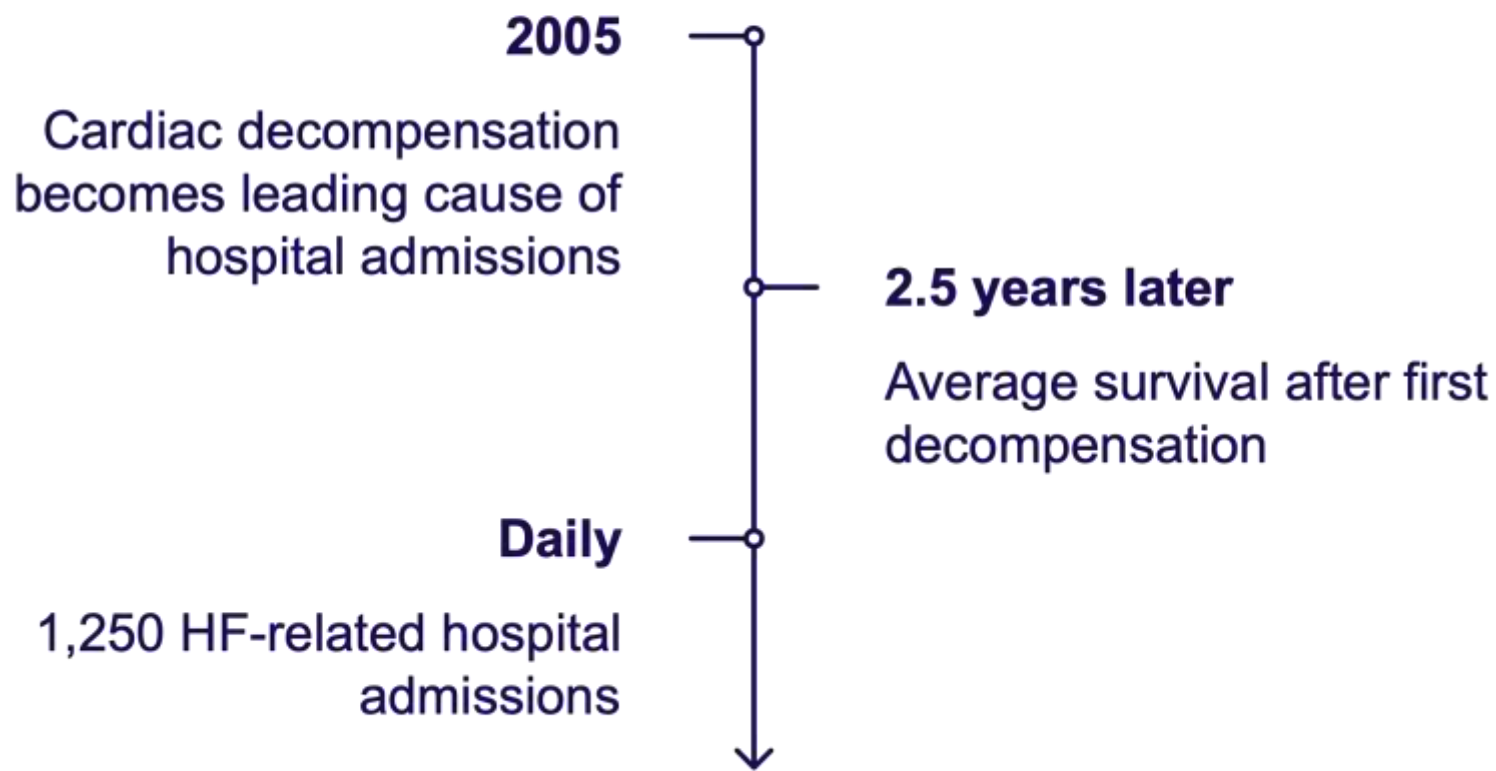 2005
Cardiac decompensation
becomes leading cause of
hospital admissions
2.5 years later
Average survival after first
decompensation
Daily
1,250 HF-related hospital
admissions